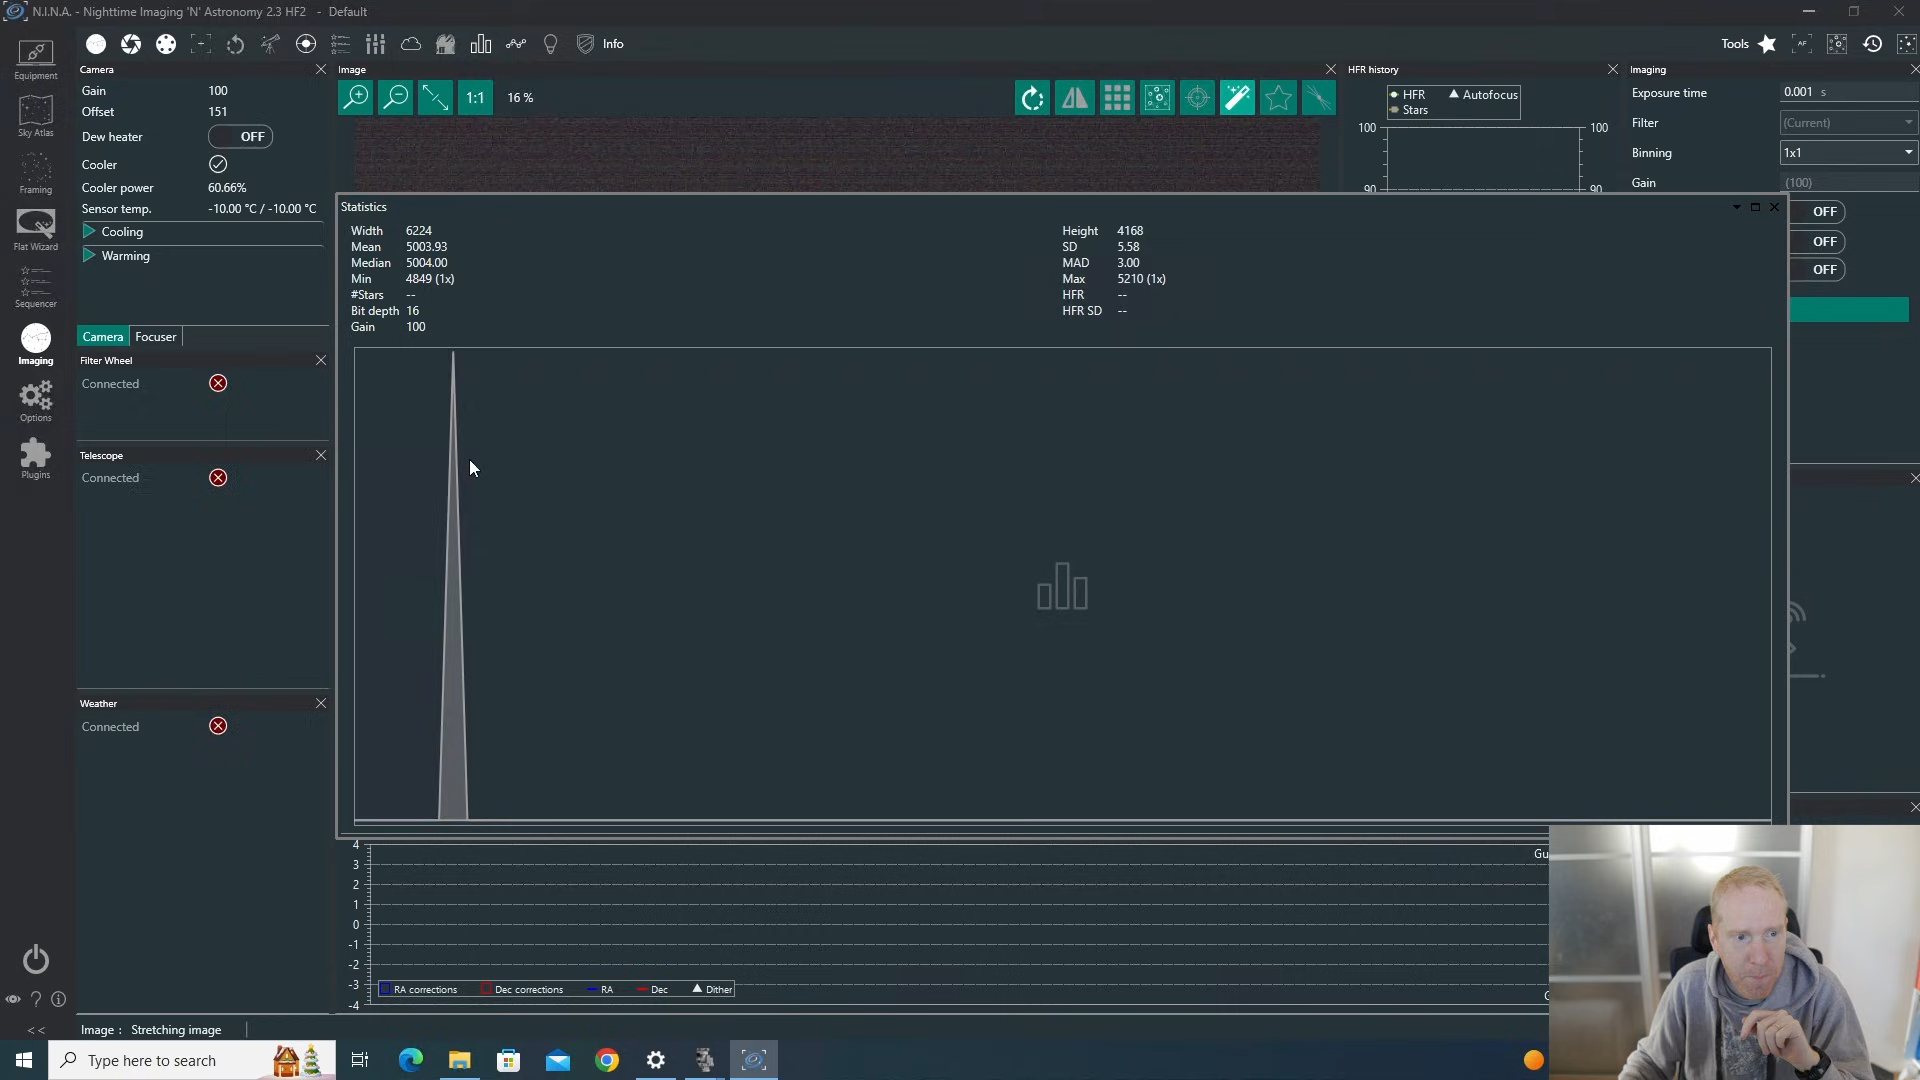 N.I.N.A. - Nighttime Imaging 'N' Astronomy 2.3 HF2 - Default
Equipment
Sky Atlas
Framing
Flat Wizard
Sequencer
Imaging
Options
Plugins
Info
Tools
AF
Camera
Gain 100
Offset 151
Dew heater OFF
Cooler
Cooler power 60.66%
Sensor temp. -10.00 °C / -10.00 °C
Cooling
Warming
Camera Focuser
Filter Wheel
Connected
Telescope
Connected
Weather
Connected
Image
1:1 16 %
HFR history
HFR Autofocus
Stars
100 100
90 90
Imaging
Exposure time 0.001 s
Filter (Current)
Binning 1x1
Gain (100)
OFF
OFF
OFF
Statistics
Width 6224
Mean 5003.93
Median 5004.00
Min 4849 (1x)
#Stars --
Bit depth 16
Gain 100
Height 4168
SD 5.58
MAD 3.00
Max 5210 (1x)
HFR --
HFR SD --
4
3
2
1
0
-1
-2
-3
-4
RA corrections Dec corrections RA Dec Dither
<<
Image : Stretching image
Type here to search